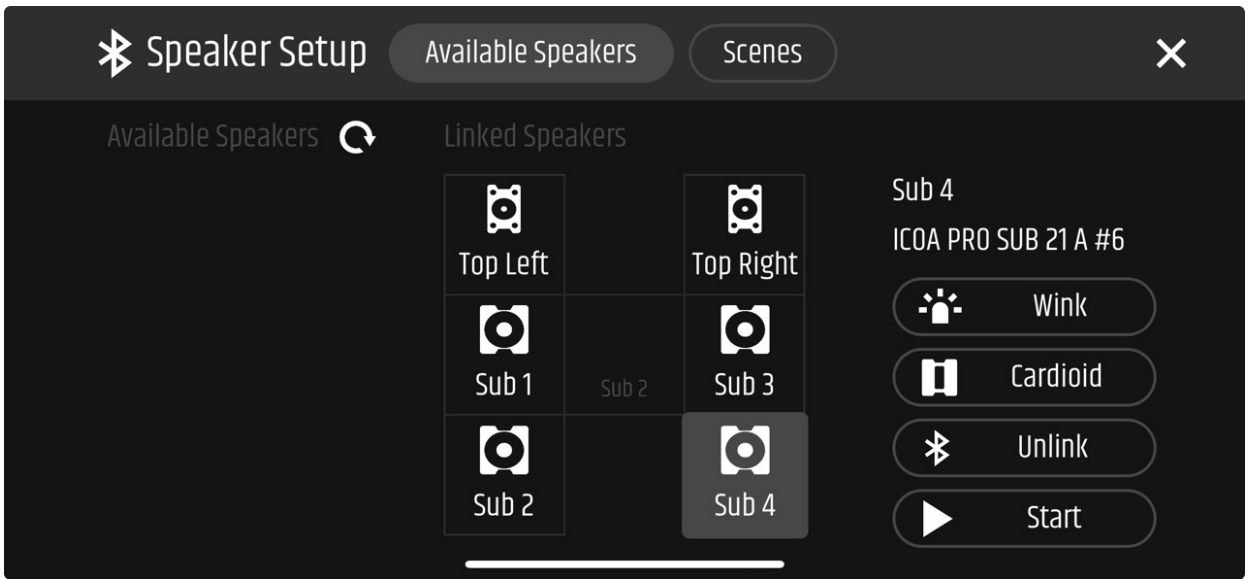 Speaker Setup Available Speakers Scenes
Available Speakers Linked Speakers
Top Left Top Right
Sub 1 Sub 2 Sub 3
Sub 2 Sub 4
Sub 4
ICOA PRO SUB 21 A #6
Wink
Cardioid
Unlink
Start